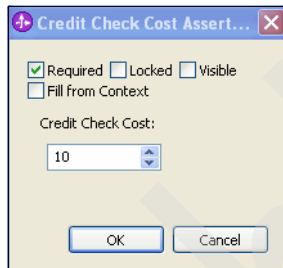 Credit Check Cost Assert...
Required Locked Visible
Fill from Context
Credit Check Cost:
10
OK Cancel